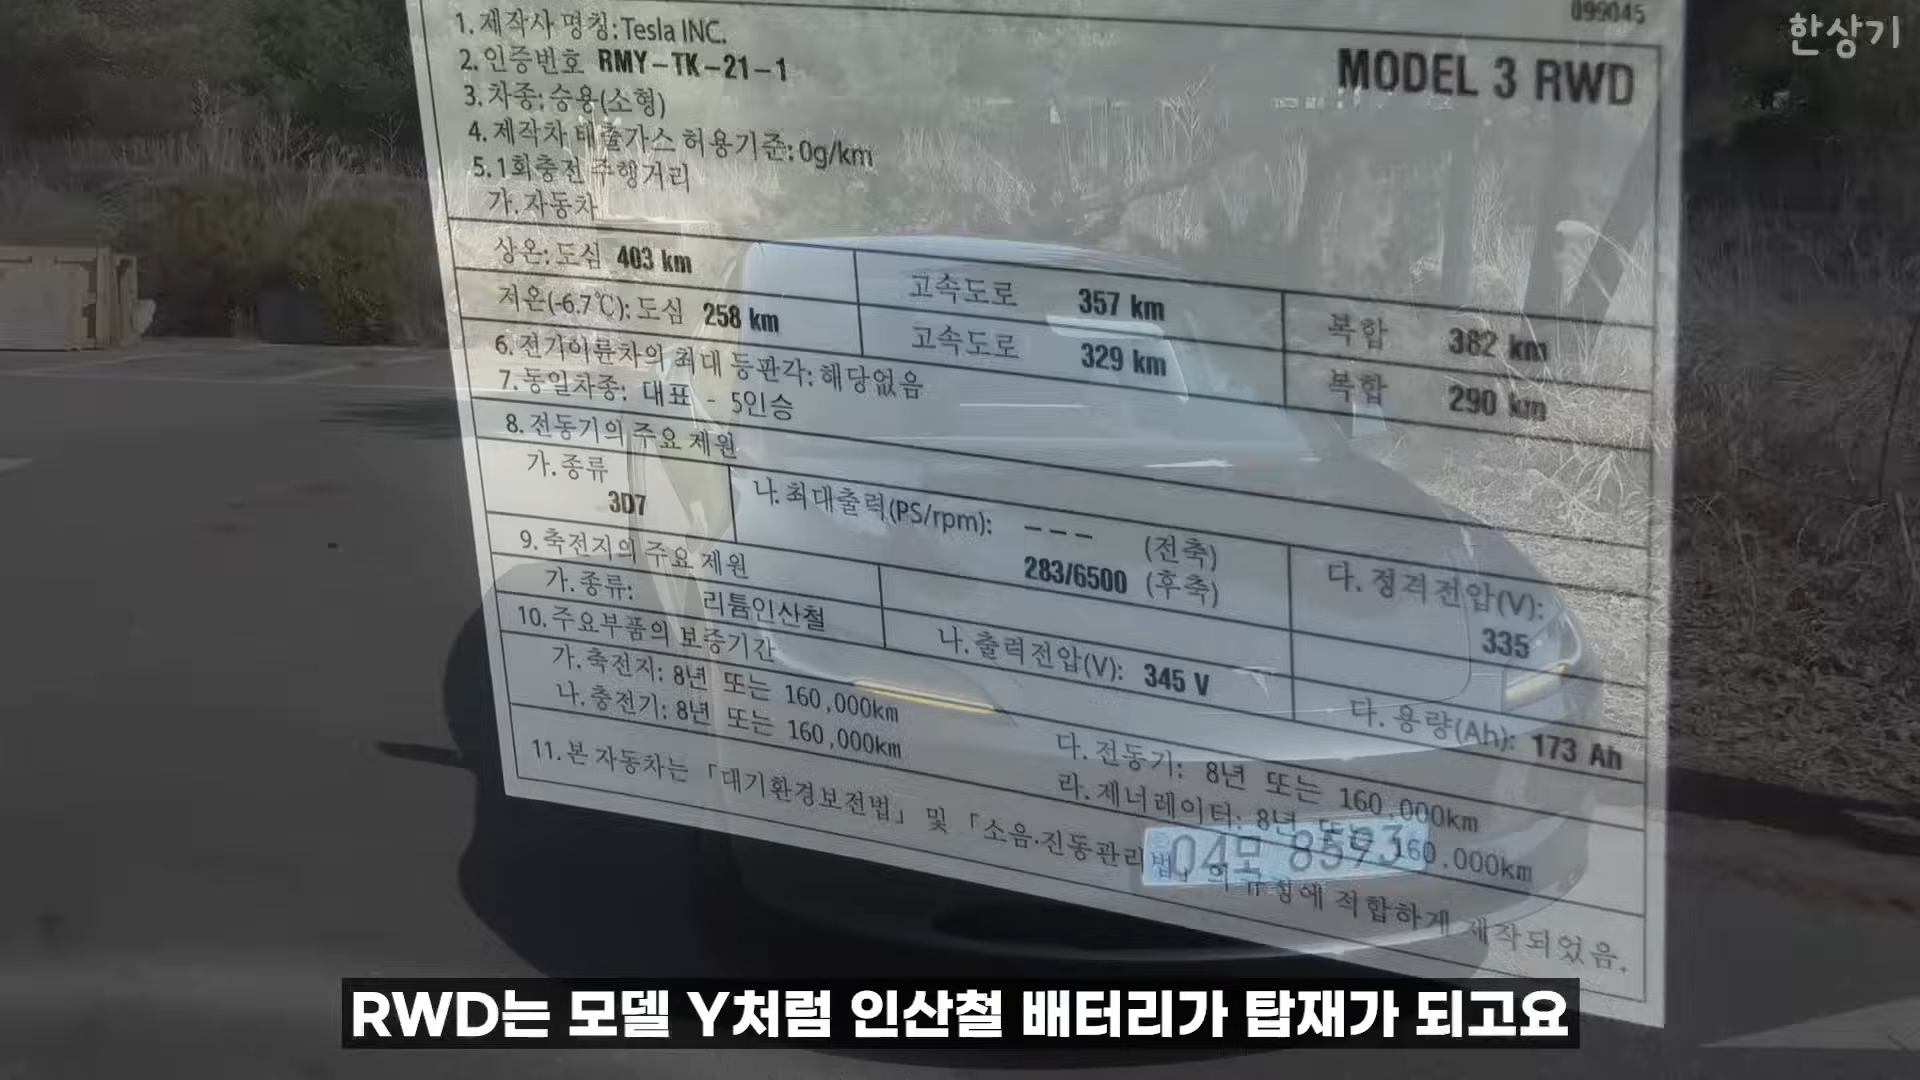 099045
한상기
1. 제작사 명칭: Tesla INC.
2. 인증번호 RMY-TK-21-1
MODEL 3 RWD
3. 차종: 승용(소형)
4. 제작차 배출가스 허용기준: 0g/km
5. 1회충전 주행거리
가. 자동차
상온: 도심 403 km 고속도로 357 km 복합 382 km
저온(-6.7℃): 도심 258 km 고속도로 329 km 복합 290 km
6. 전기이륜차의 최대 등판각: 해당없음
7. 동일차종: 대표 - 5인승
8. 전동기의 주요 제원
가. 종류
3D7
나. 최대출력(PS/rpm): --- (전축)
283/6500 (후축)
다. 정격전압(V):
335
9. 축전지의 주요 제원
가. 종류: 리튬인산철
나. 출력전압(V): 345 V
다. 용량(Ah): 173 Ah
10. 주요부품의 보증기간
가. 축전지: 8년 또는 160,000km
나. 충전기: 8년 또는 160,000km
다. 전동기: 8년 또는 160,000km
라. 제너레이터: 8년 또는 160,000km
11. 본 자동차는 「대기환경보전법」 및 「소음·진동관리법」의 규정에 적합하게 제작되었음.
04모 8593
RWD는 모델 Y처럼 인산철 배터리가 탑재가 되고요